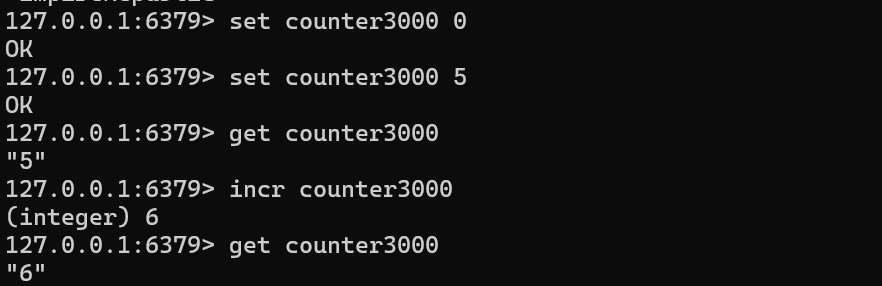 127.0.0.1:6379> set counter3000 0
OK
127.0.0.1:6379> set counter3000 5
OK
127.0.0.1:6379> get counter3000
"5"
127.0.0.1:6379> incr counter3000
(integer) 6
127.0.0.1:6379> get counter3000
"6"